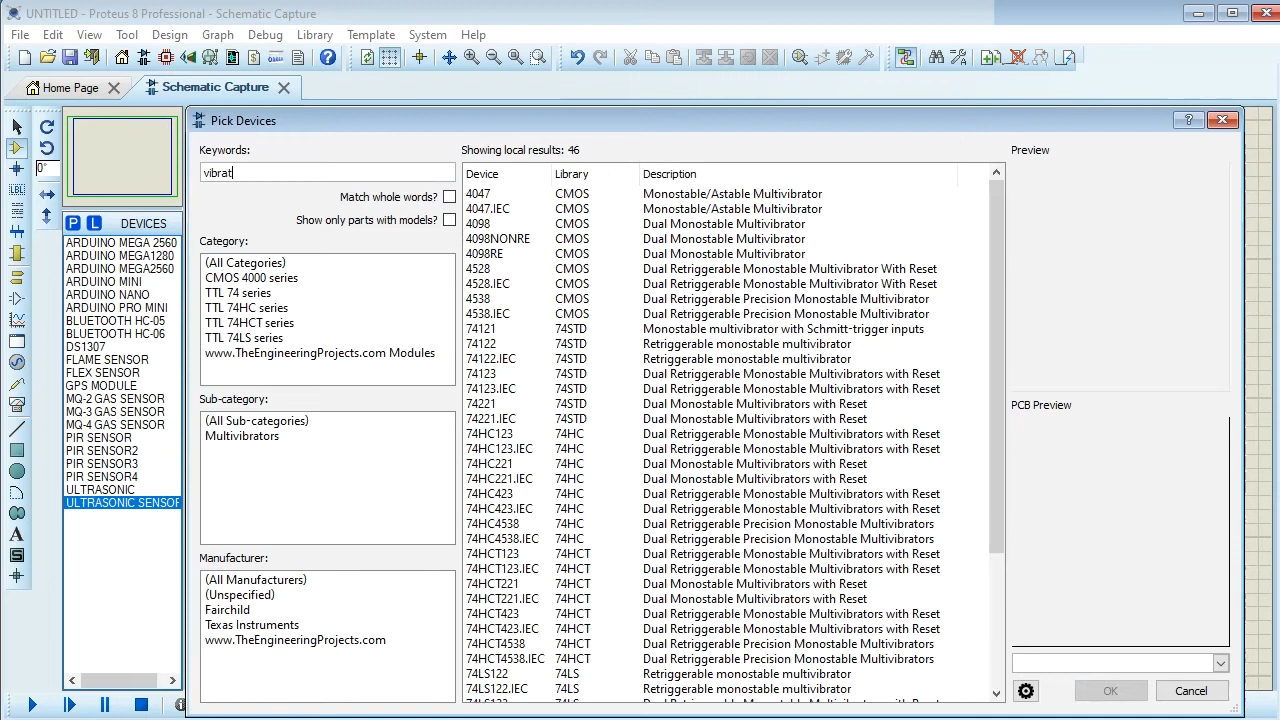 UNTITLED - Proteus 8 Professional - Schematic Capture
File Edit View Tool Design Graph Debug Library Template System Help
Home Page
Schematic Capture
0°
LBL
P L DEVICES
ARDUINO MEGA 2560
ARDUINO MEGA1280
ARDUINO MEGA2560
ARDUINO MINI
ARDUINO NANO
ARDUINO PRO MINI
BLUETOOTH HC-05
BLUETOOTH HC-06
DS1307
FLAME SENSOR
FLEX SENSOR
GPS MODULE
MQ-2 GAS SENSOR
MQ-3 GAS SENSOR
MQ-4 GAS SENSOR
PIR SENSOR
PIR SENSOR2
PIR SENSOR3
PIR SENSOR4
ULTRASONIC
ULTRASONIC SENSOR
A
S
Pick Devices
Keywords:
vibrat
Match whole words?
Show only parts with models?
Category:
(All Categories)
CMOS 4000 series
TTL 74 series
TTL 74HC series
TTL 74HCT series
TTL 74LS series
www.TheEngineeringProjects.com Modules
Sub-category:
(All Sub-categories)
Multivibrators
Manufacturer:
(All Manufacturers)
(Unspecified)
Fairchild
Texas Instruments
www.TheEngineeringProjects.com
Showing local results: 46
Device Library Description
4047 CMOS Monostable/Astable Multivibrator
4047.IEC CMOS Monostable/Astable Multivibrator
4098 CMOS Dual Monostable Multivibrator
4098NONRE CMOS Dual Monostable Multivibrator
4098RE CMOS Dual Monostable Multivibrator
4528 CMOS Dual Retriggerable Monostable Multivibrator With Reset
4528.IEC CMOS Dual Retriggerable Monostable Multivibrator With Reset
4538 CMOS Dual Retriggerable Precision Monostable Multivibrator
4538.IEC CMOS Dual Retriggerable Precision Monostable Multivibrator
74121 74STD Monostable multivibrator with Schmitt-trigger inputs
74122 74STD Retriggerable monostable multivibrator
74122.IEC 74STD Retriggerable monostable multivibrator
74123 74STD Dual Retriggerable Monostable Multivibrators with Reset
74123.IEC 74STD Dual Retriggerable Monostable Multivibrators with Reset
74221 74STD Dual Monostable Multivibrators with Reset
74221.IEC 74STD Dual Monostable Multivibrators with Reset
74HC123 74HC Dual Retriggerable Monostable Multivibrators with Reset
74HC123.IEC 74HC Dual Retriggerable Monostable Multivibrators with Reset
74HC221 74HC Dual Monostable Multivibrators with Reset
74HC221.IEC 74HC Dual Monostable Multivibrators with Reset
74HC423 74HC Dual Retriggerable Monostable Multivibrators with Reset
74HC423.IEC 74HC Dual Retriggerable Monostable Multivibrators with Reset
74HC4538 74HC Dual Retriggerable Precision Monostable Multivibrators
74HC4538.IEC 74HC Dual Retriggerable Precision Monostable Multivibrators
74HCT123 74HCT Dual Retriggerable Monostable Multivibrators with Reset
74HCT123.IEC 74HCT Dual Retriggerable Monostable Multivibrators with Reset
74HCT221 74HCT Dual Monostable Multivibrators with Reset
74HCT221.IEC 74HCT Dual Monostable Multivibrators with Reset
74HCT423 74HCT Dual Retriggerable Monostable Multivibrators with Reset
74HCT423.IEC 74HCT Dual Retriggerable Monostable Multivibrators with Reset
74HCT4538 74HCT Dual Retriggerable Precision Monostable Multivibrators
74HCT4538.IEC 74HCT Dual Retriggerable Precision Monostable Multivibrators
74LS122 74LS Retriggerable monostable multivibrator
74LS122.IEC 74LS Retriggerable monostable multivibrator
74LS123 74LS Dual Retriggerable Monostable Multivibrators with Reset
Preview
PCB Preview
OK Cancel